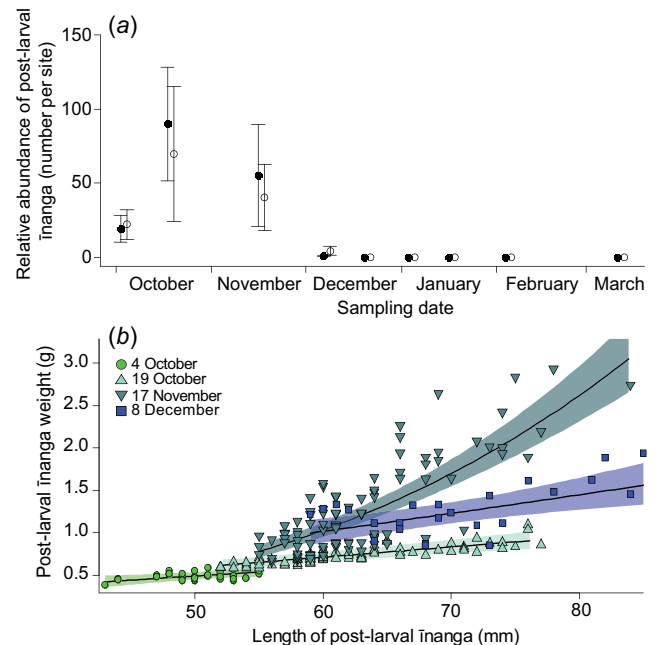 (a)
Relative abundance of post-larval
īnanga (number per site)
150
100
50
0
October
November
December
January
February
March
Sampling date
(b)
Post-larval īnanga weight (g)
3.0
2.5
2.0
1.5
1.0
0.5
4 October
19 October
17 November
8 December
50
60
70
80
Length of post-larval īnanga (mm)